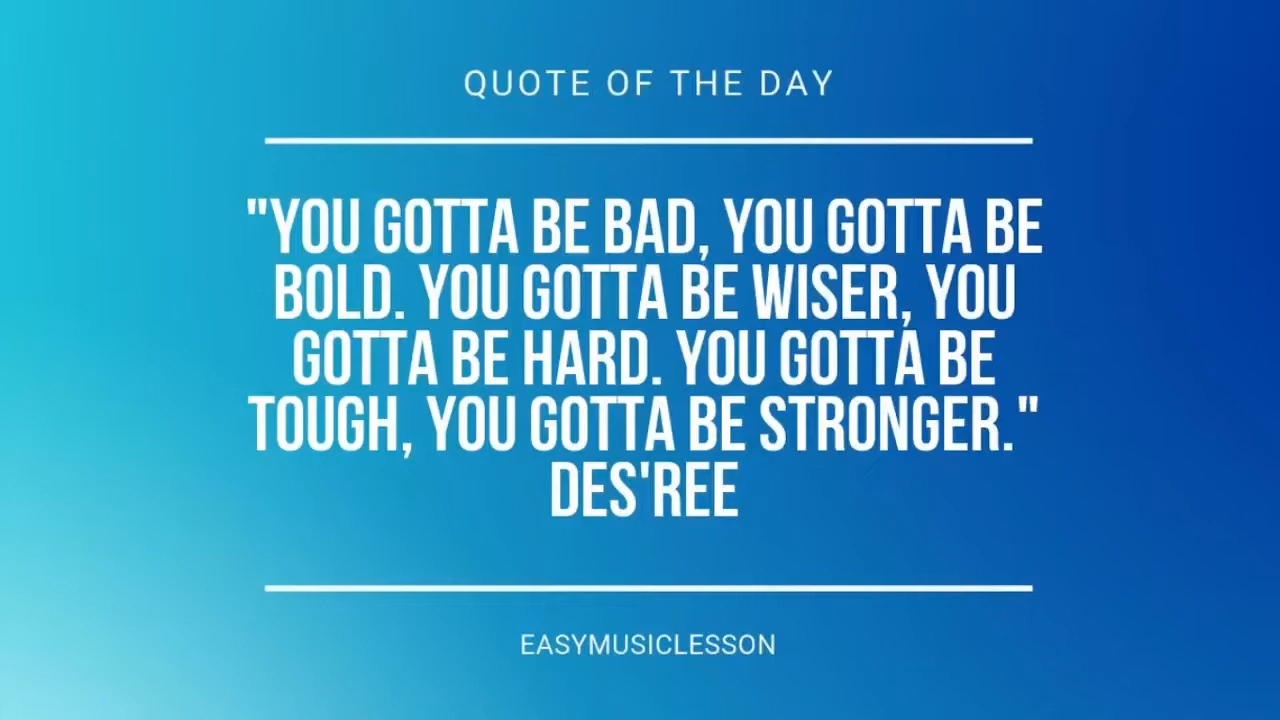 QUOTE OF THE DAY
"YOU GOTTA BE BAD, YOU GOTTA BE
BOLD. YOU GOTTA BE WISER, YOU
GOTTA BE HARD. YOU GOTTA BE
TOUGH, YOU GOTTA BE STRONGER."
DES'REE
EASYMUSICLESSON